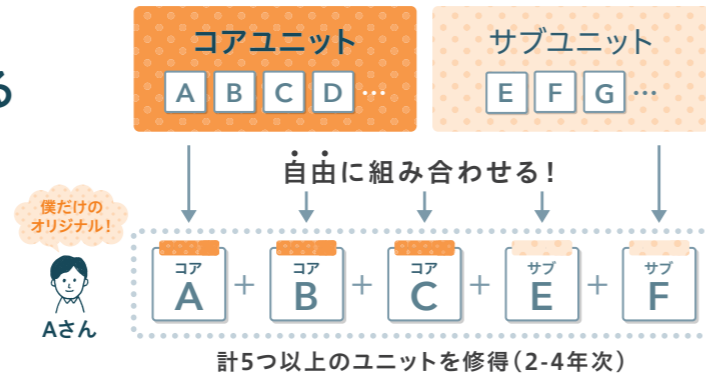 る
コアユニット
A B C D …
サブユニット
E F G …
自由に組み合わせる！
僕だけの
オリジナル！
Aさん
コア
A
+
コア
B
+
コア
C
+
サブ
E
+
サブ
F
計5つ以上のユニットを修得（2-4年次）